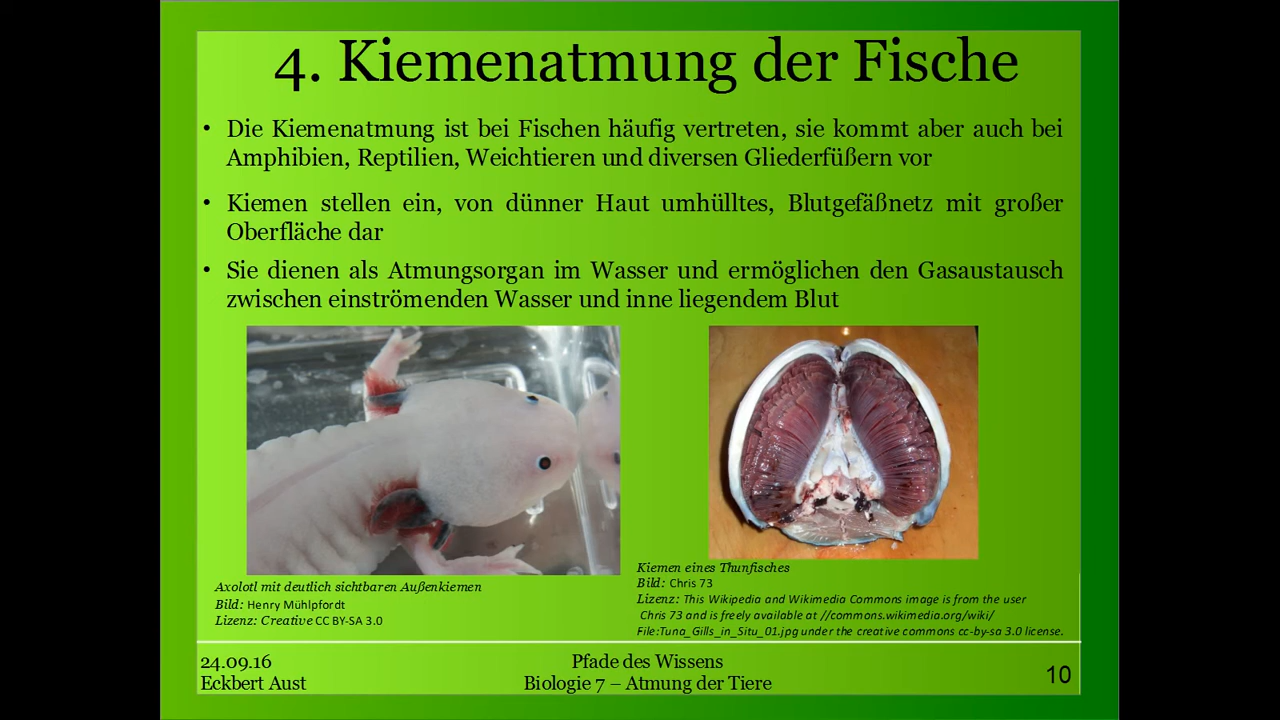 4. Kiemenatmung der Fische
• Die Kiemenatmung ist bei Fischen häufig vertreten, sie kommt aber auch bei
Amphibien, Reptilien, Weichtieren und diversen Gliederfüßern vor
• Kiemen stellen ein, von dünner Haut umhülltes, Blutgefäßnetz mit großer
Oberfläche dar
• Sie dienen als Atmungsorgan im Wasser und ermöglichen den Gasaustausch
zwischen einströmenden Wasser und inne liegendem Blut
Axolotl mit deutlich sichtbaren Außenkiemen
Bild: Henry Mühlpfordt
Lizenz: Creative CC BY-SA 3.0
Kiemen eines Thunfisches
Bild: Chris 73
Lizenz: This Wikipedia and Wikimedia Commons image is from the user
Chris 73 and is freely available at //commons.wikimedia.org/wiki/
File:Tuna_Gills_in_Situ_01.jpg under the creative commons cc-by-sa 3.0 license.
24.09.16
Eckbert Aust
Pfade des Wissens
Biologie 7 – Atmung der Tiere
10